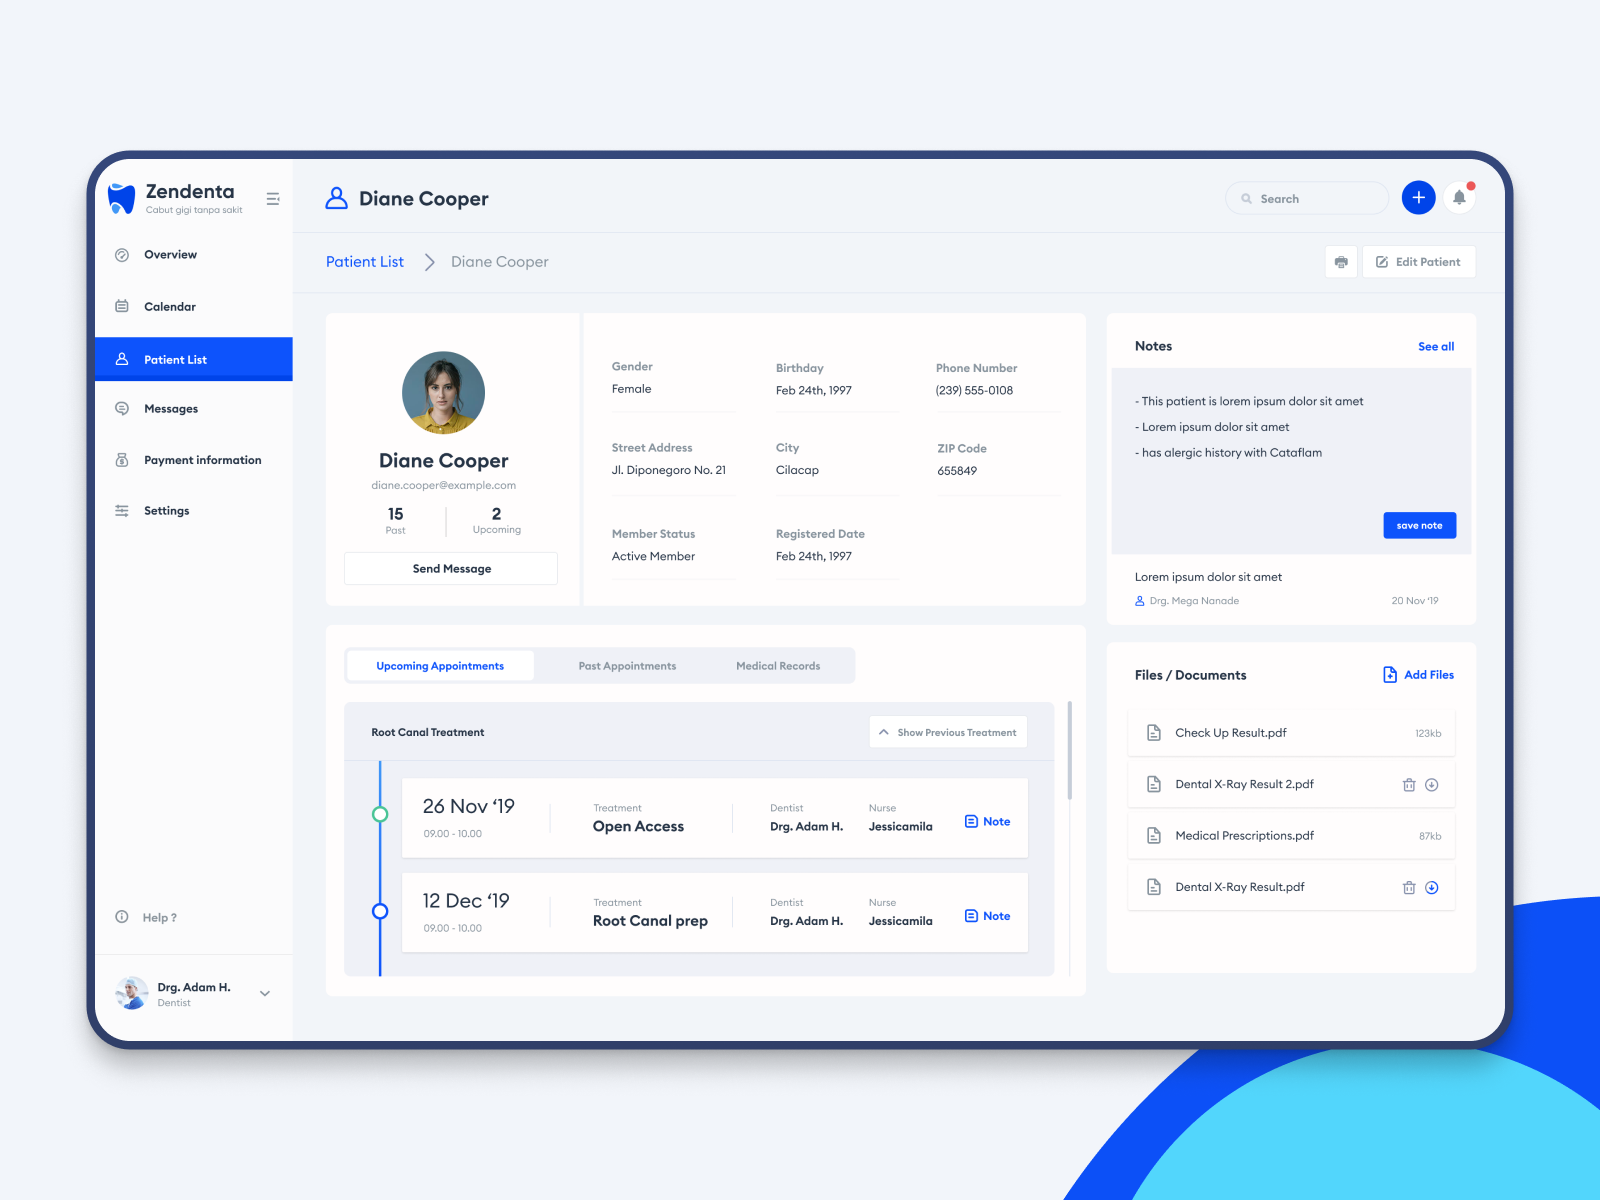 Zendenta
Cabut gigi tanpa sakit
Overview
Calendar
Patient List
Messages
Payment information
Settings
Help ?
Drg. Adam H.
Dentist
Diane Cooper
Search
Patient List
Diane Cooper
Edit Patient
Diane Cooper
diane.cooper@example.com
15
Past
2
Upcoming
Send Message
Gender
Female
Birthday
Feb 24th, 1997
Phone Number
(239) 555-0108
Street Address
Jl. Diponegoro No. 21
City
Cilacap
ZIP Code
655849
Member Status
Active Member
Registered Date
Feb 24th, 1997
Upcoming Appointments
Past Appointments
Medical Records
Root Canal Treatment
Show Previous Treatment
26 Nov ‘19
09.00 - 10.00
Treatment
Open Access
Dentist
Drg. Adam H.
Nurse
Jessicamila
Note
12 Dec ‘19
09.00 - 10.00
Treatment
Root Canal prep
Dentist
Drg. Adam H.
Nurse
Jessicamila
Note
Notes
See all
- This patient is lorem ipsum dolor sit amet
- Lorem ipsum dolor sit amet
- has alergic history with Cataflam
save note
Lorem ipsum dolor sit amet
Drg. Mega Nanade
20 Nov ‘19
Files / Documents
Add Files
Check Up Result.pdf
123kb
Dental X-Ray Result 2.pdf
Medical Prescriptions.pdf
87kb
Dental X-Ray Result.pdf